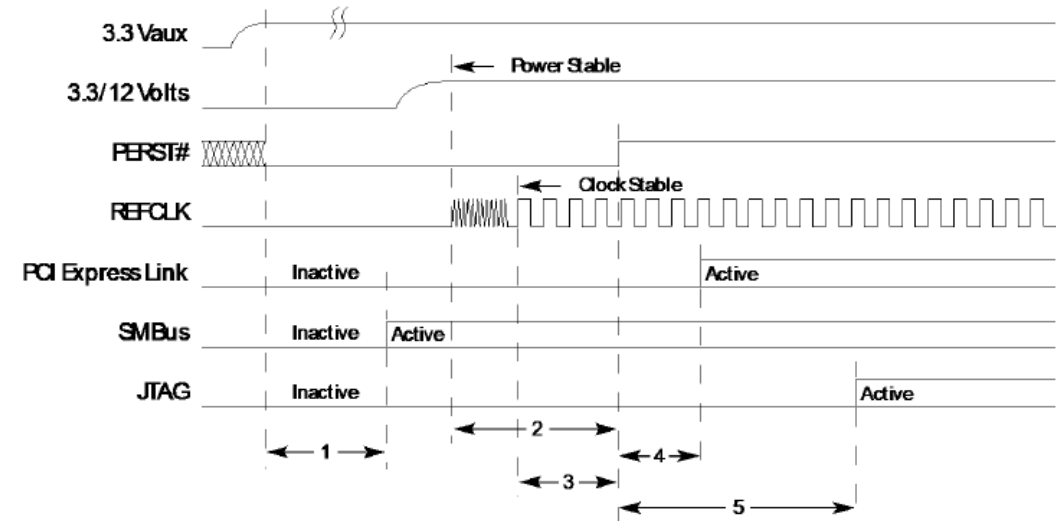 3.3 Vaux
Power Stable
3.3/12 Volts
PERST#
Clock Stable
REFCLK
PCI Express Link Inactive Active
SMBus Inactive Active
JTAG Inactive Active
2
1 4
3
5